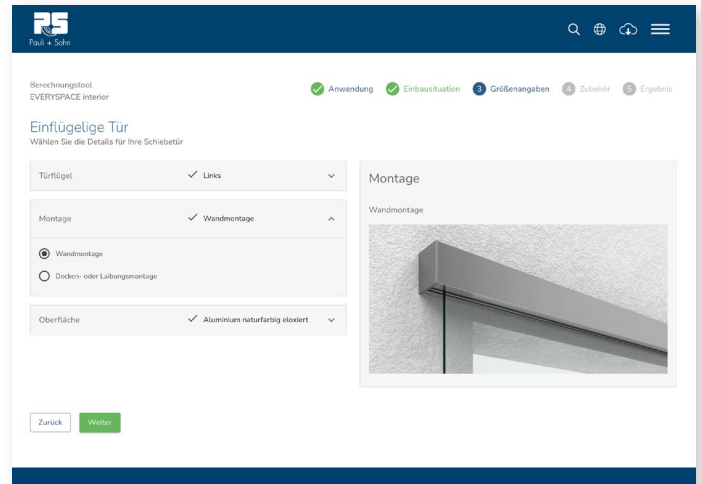 PS
Pauli + Sohn
Berechnungstool
EVERYSPACE interior
Anwendung
Einbausituation
3 Größenangaben
4 Zubehör
5 Ergebnis
Einflügelige Tür
Wählen Sie die Details für Ihre Schiebetür
Türflügel Links
Montage Wandmontage
Wandmontage
Decken- oder Laibungsmontage
Oberfläche Aluminium naturfarbig eloxiert
Montage
Wandmontage
Zurück
Weiter